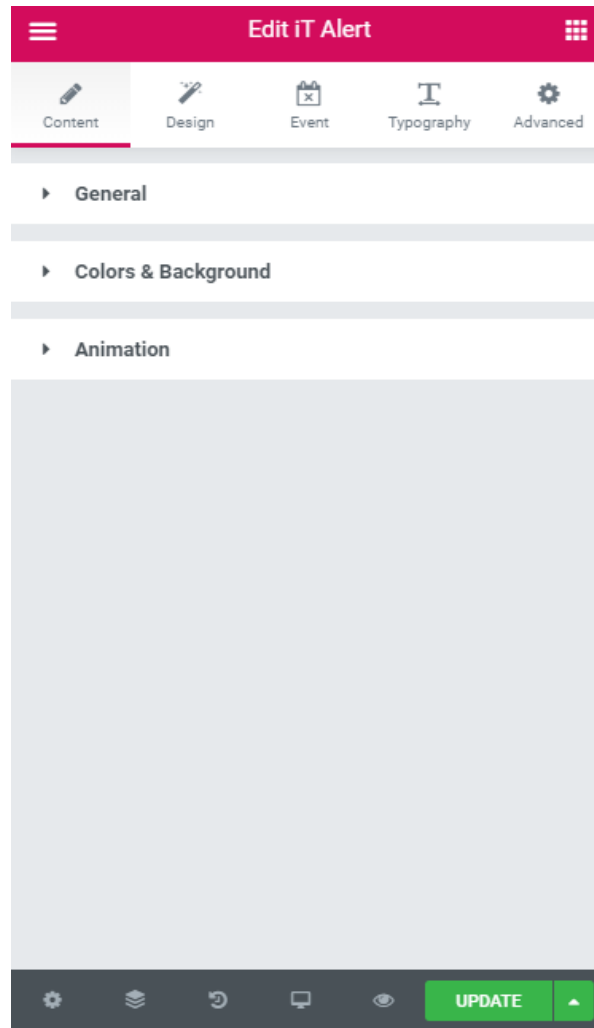 Edit iT Alert
Content Design Event Typography Advanced
General
Colors & Background
Animation
UPDATE